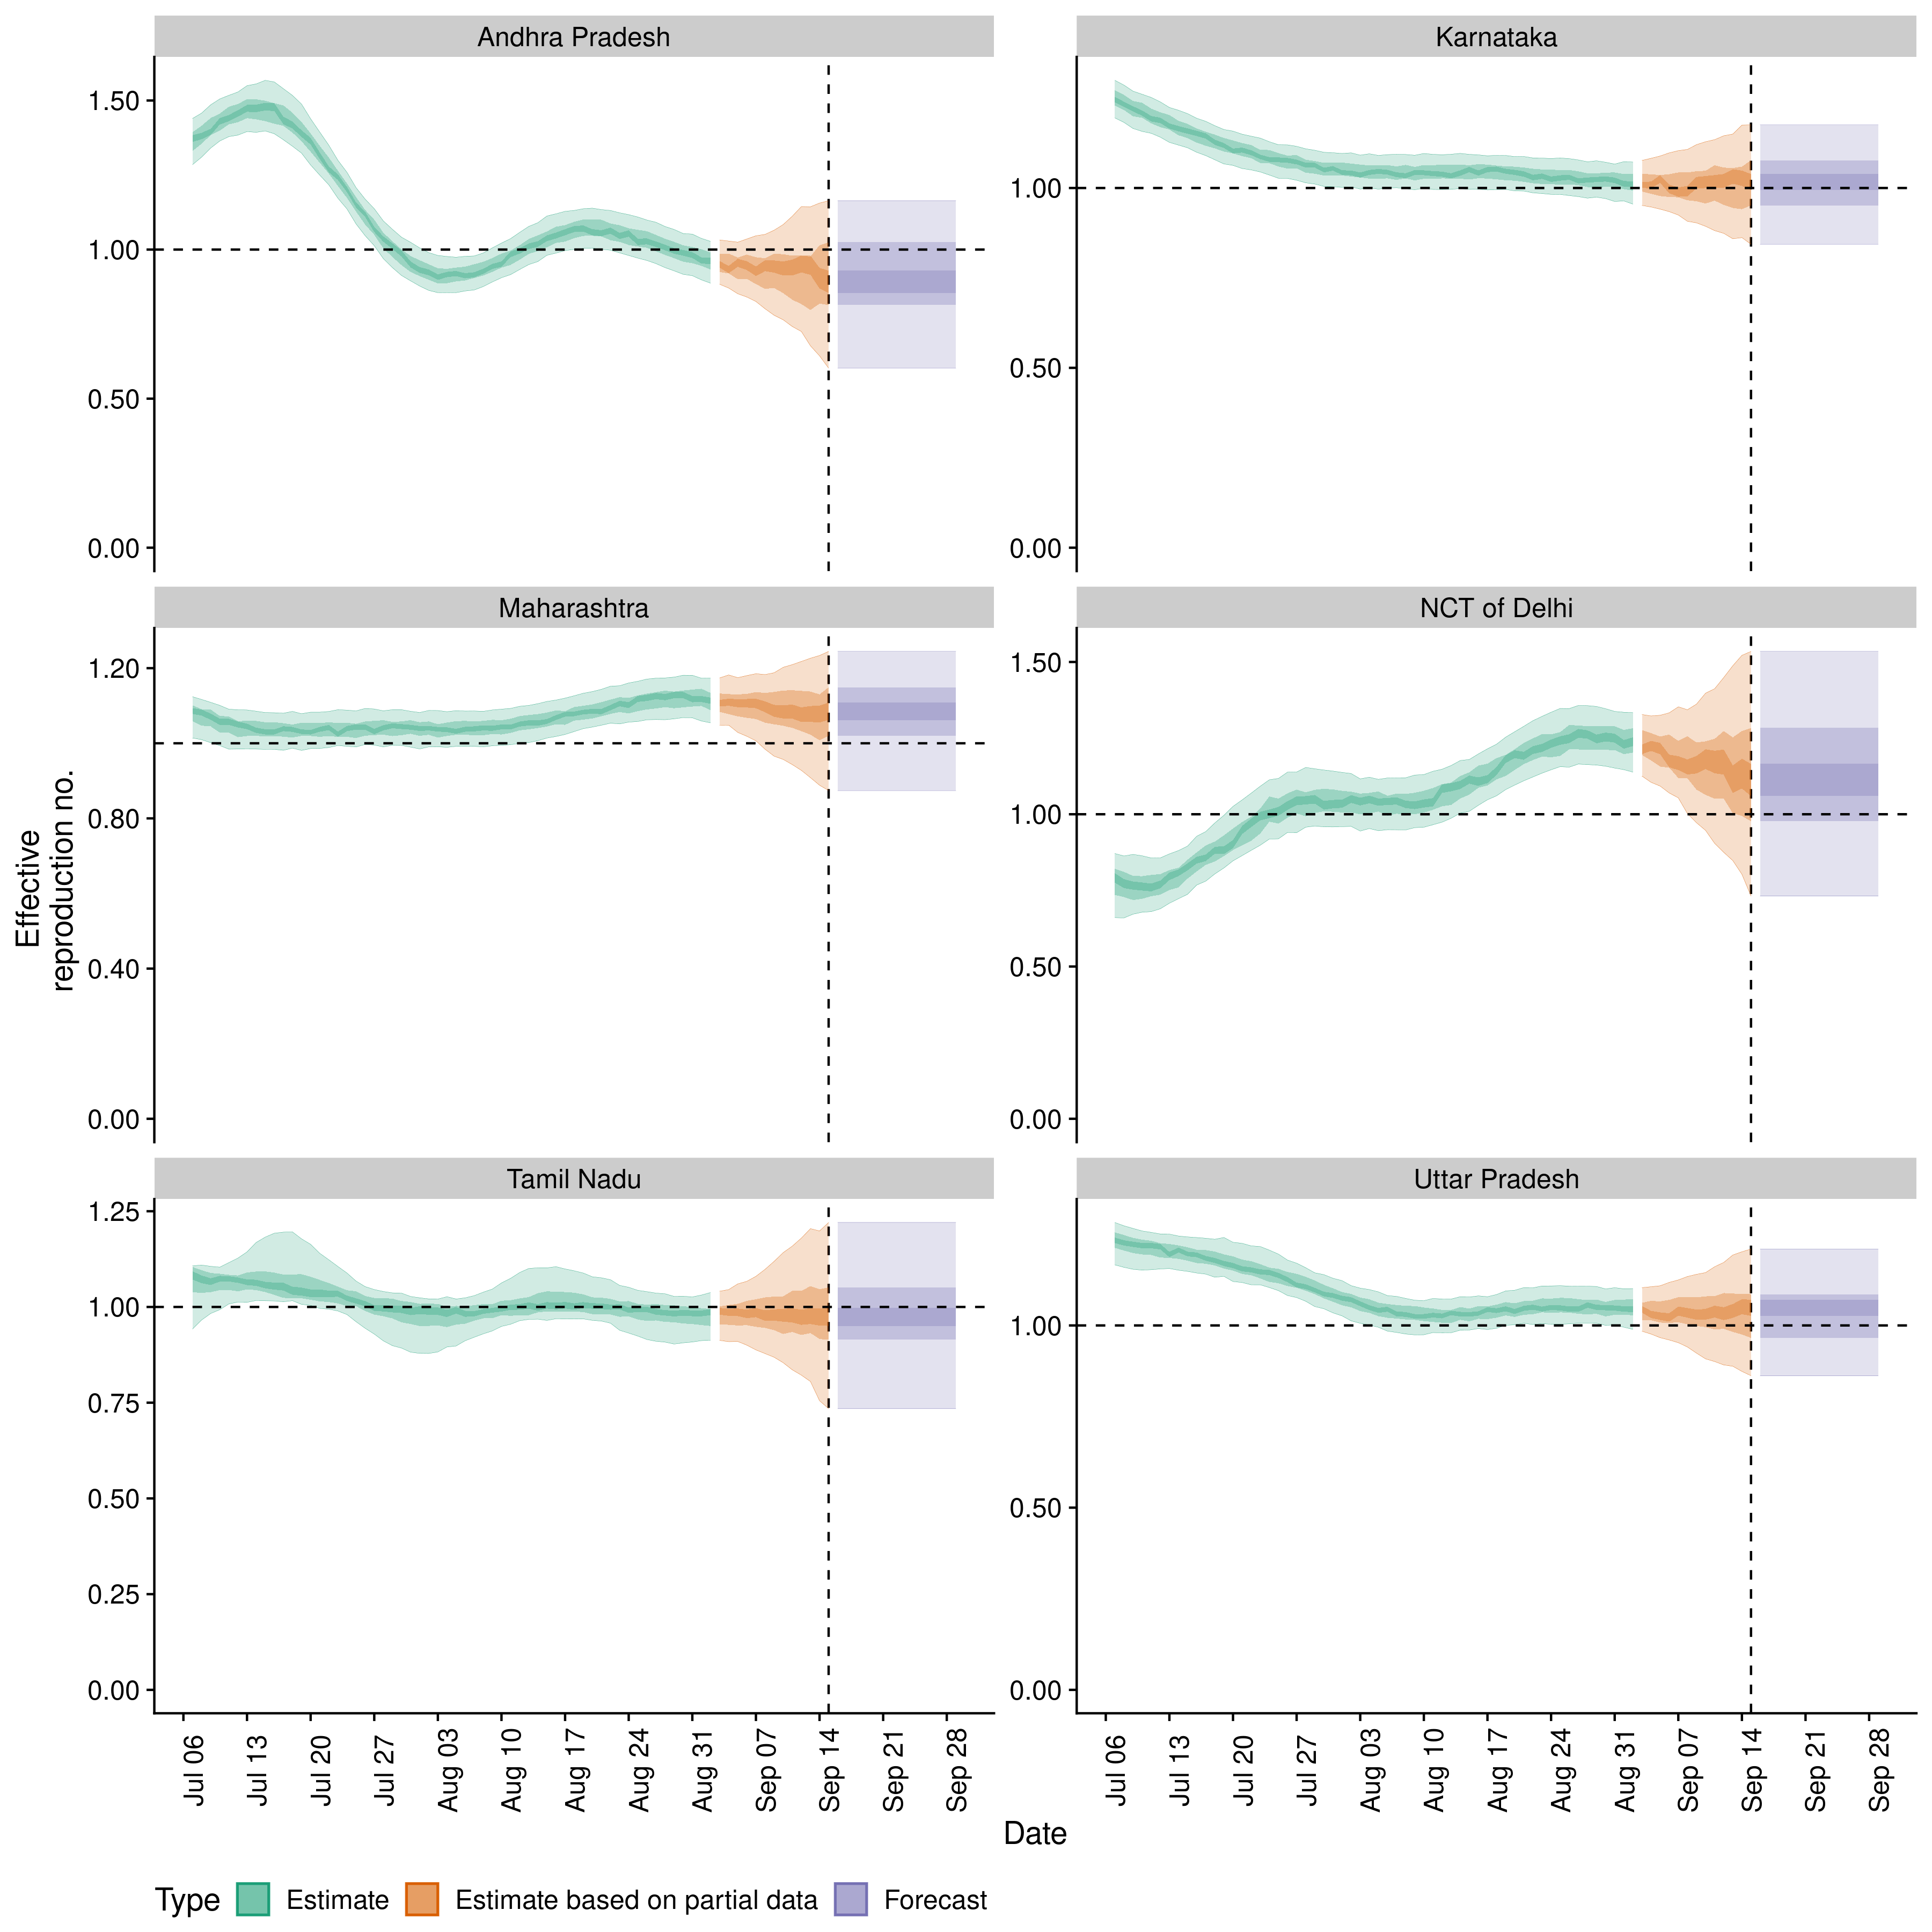 Andhra Pradesh
Karnataka
1.50
1.00
0.50
0.00
1.00
0.50
0.00
Maharashtra
NCT of Delhi
1.20
0.80
0.40
0.00
1.50
1.00
0.50
0.00
Effective
reproduction no.
Tamil Nadu
Uttar Pradesh
1.25
1.00
0.75
0.50
0.25
0.00
1.00
0.50
0.00
Jul 06
Jul 13
Jul 20
Jul 27
Aug 03
Aug 10
Aug 17
Aug 24
Aug 31
Sep 07
Sep 14
Sep 21
Sep 28
Jul 06
Jul 13
Jul 20
Jul 27
Aug 03
Aug 10
Aug 17
Aug 24
Aug 31
Sep 07
Sep 14
Sep 21
Sep 28
Date
Type Estimate Estimate based on partial data Forecast